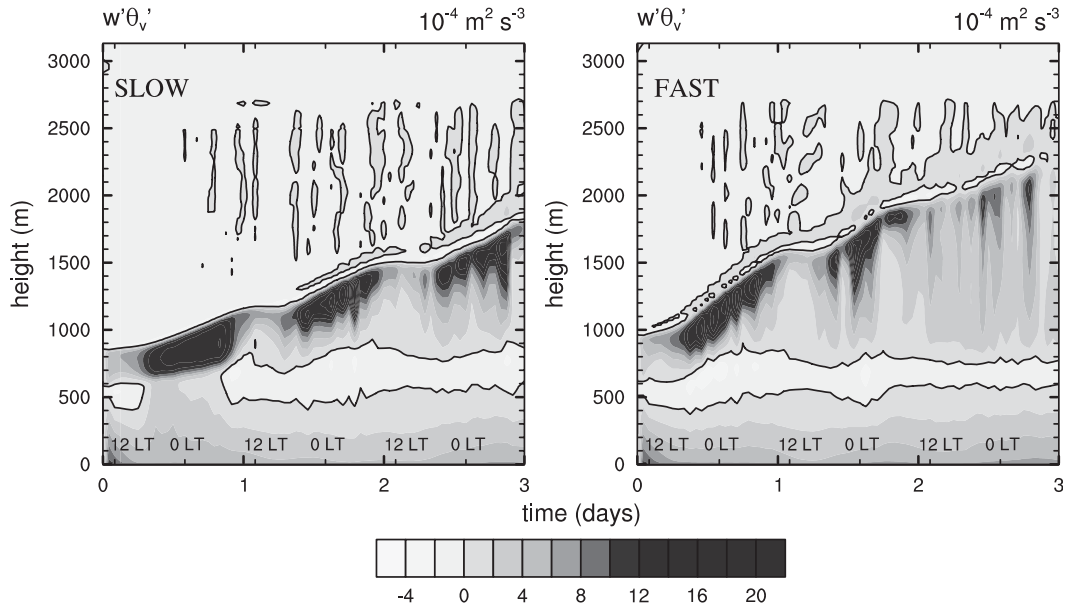 w'θv' 10-4 m2 s-3 w'θv' 10-4 m2 s-3
3000 3000
SLOW FAST
2500 2500
2000 2000
height (m) height (m)
1500 1500
1000 1000
500 500
12 LT 0 LT 12 LT 0 LT 12 LT 0 LT 12 LT 0 LT 12 LT 0 LT 12 LT 0 LT
0 0
0 1 2 3 0 1 2 3
time (days)
-4 0 4 8 12 16 20